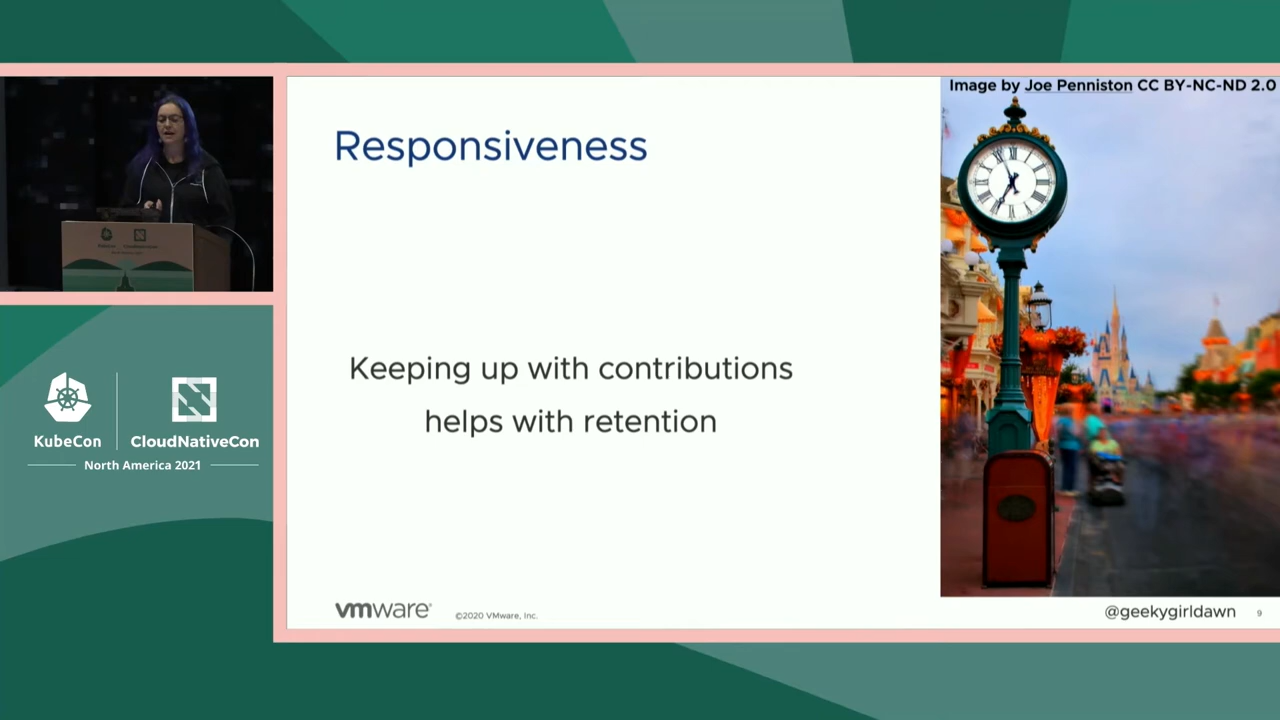 Image by Joe Penniston CC BY-NC-ND 2.0
Responsiveness
Keeping up with contributions
helps with retention
KubeCon
CloudNativeCon
North America 2021
vmware®
©2020 VMware, Inc.
@geekygirldawn
9